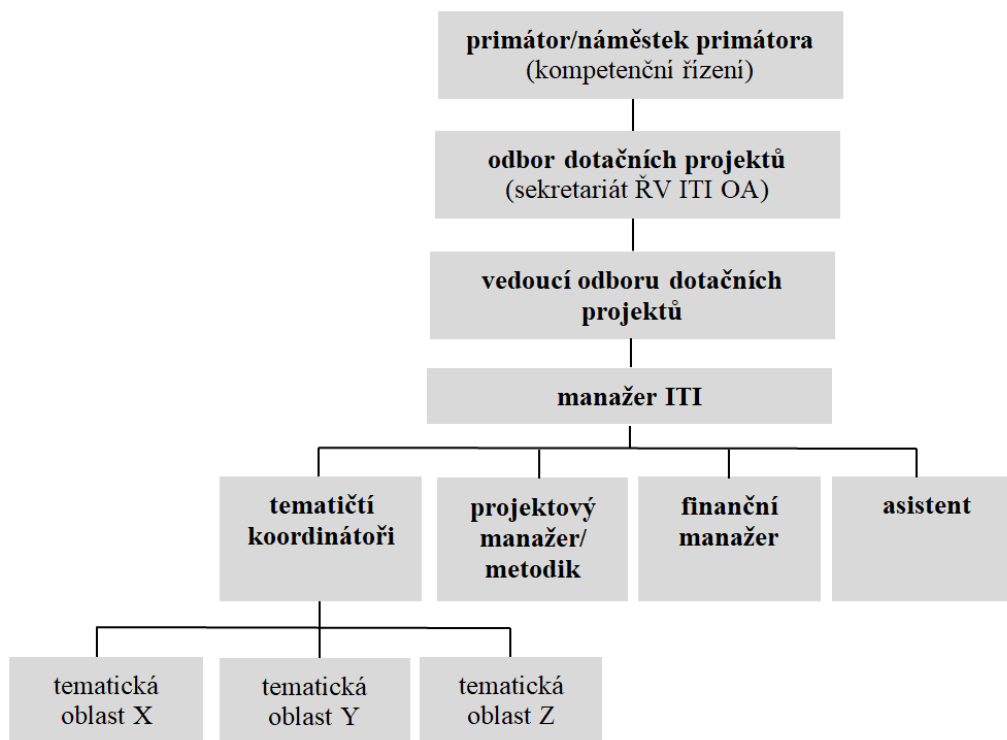 primátor/náměstek primátora
(kompetenční řízení)
odbor dotačních projektů
(sekretariát ŘV ITI OA)
vedoucí odboru dotačních
projektů
manažer ITI
tematičtí
koordinátoři
projektový
manažer/
metodik
finanční
manažer
asistent
tematická
oblast X
tematická
oblast Y
tematická
oblast Z